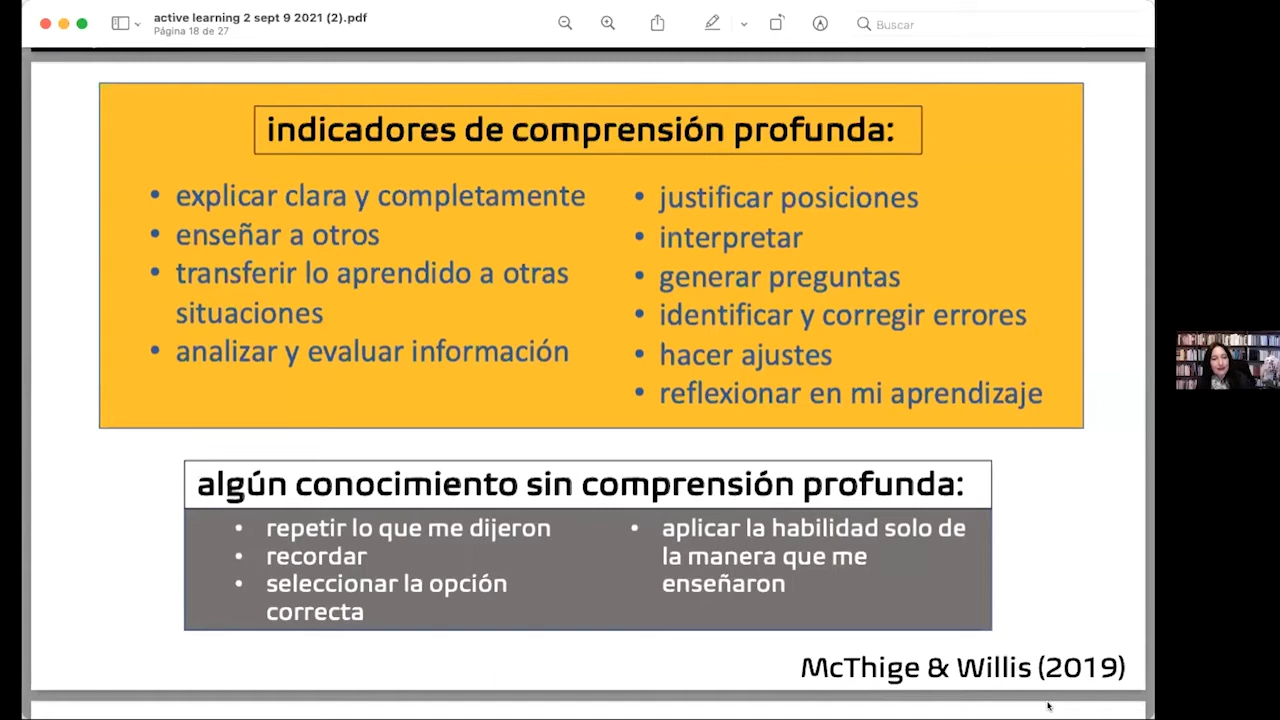 active learning 2 sept 9 2021 (2).pdf
Página 18 de 27
Buscar
indicadores de comprensión profunda:
• explicar clara y completamente
• enseñar a otros
• transferir lo aprendido a otras
situaciones
• analizar y evaluar información
• justificar posiciones
• interpretar
• generar preguntas
• identificar y corregir errores
• hacer ajustes
• reflexionar en mi aprendizaje
algún conocimiento sin comprensión profunda:
• repetir lo que me dijeron
• recordar
• seleccionar la opción
correcta
• aplicar la habilidad solo de
la manera que me
enseñaron
McThige & Willis (2019)